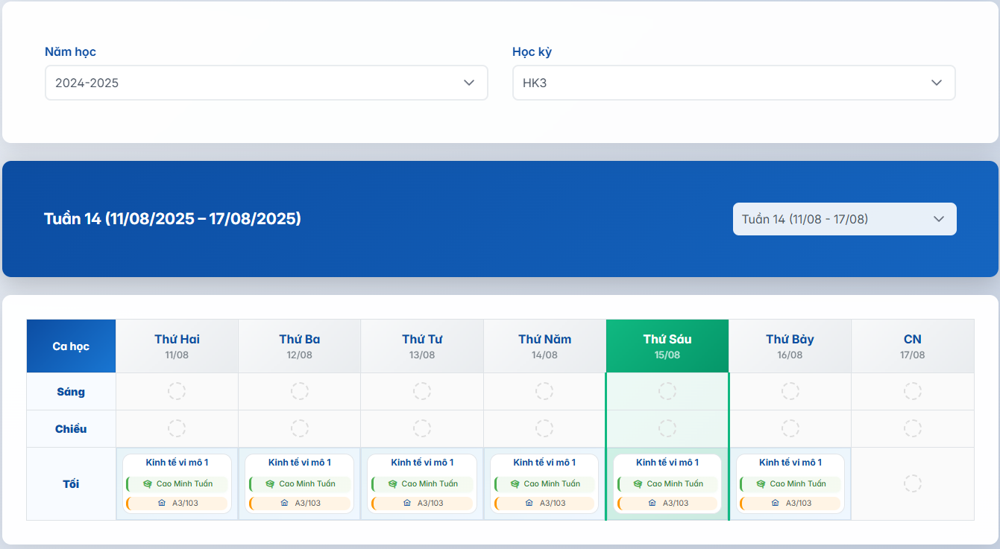 Năm học
Học kỳ
2024-2025
HK3
Tuần 14 (11/08/2025 – 17/08/2025)
Tuần 14 (11/08 - 17/08)
Ca học
Thứ Hai
11/08
Thứ Ba
12/08
Thứ Tư
13/08
Thứ Năm
14/08
Thứ Sáu
15/08
Thứ Bảy
16/08
CN
17/08
Sáng
Chiều
Tối
Kinh tế vi mô 1
Cao Minh Tuấn
A3/103
Kinh tế vi mô 1
Cao Minh Tuấn
A3/103
Kinh tế vi mô 1
Cao Minh Tuấn
A3/103
Kinh tế vi mô 1
Cao Minh Tuấn
A3/103
Kinh tế vi mô 1
Cao Minh Tuấn
A3/103
Kinh tế vi mô 1
Cao Minh Tuấn
A3/103